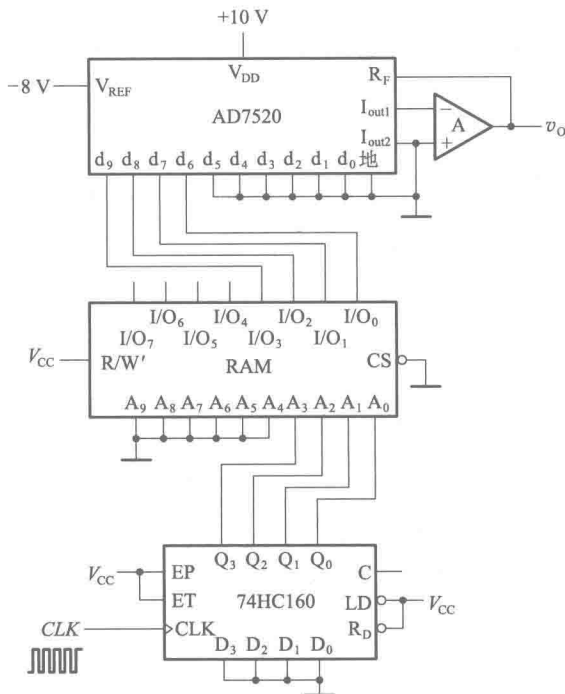 +10 V
−8 V
V_REF V_DD R_F
AD7520
I_out1
I_out2
− A +
v_O
d9 d8 d7 d6 d5 d4 d3 d2 d1 d0 地
I/O6 I/O4 I/O2 I/O0
I/O7 I/O5 I/O3 I/O1
V_CC R/W′ RAM CS
A9 A8 A7 A6 A5 A4 A3 A2 A1 A0
Q3 Q2 Q1 Q0
V_CC EP C
ET 74HC160 LD V_CC
CLK CLK R_D
D3 D2 D1 D0